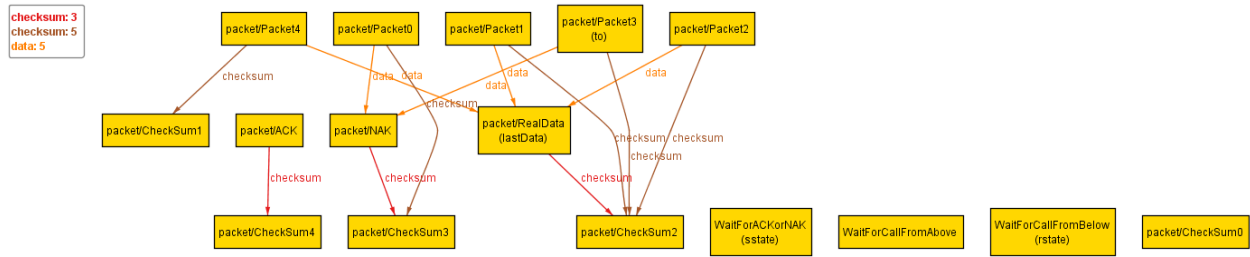 checksum: 3
checksum: 5
data: 5
packet/Packet4
packet/Packet0
packet/Packet1
packet/Packet3
(to)
packet/Packet2
checksum
data
data
data
data
data
checksum
packet/CheckSum1
packet/ACK
packet/NAK
packet/RealData
(lastData)
checksum
checksum
checksum
checksum
checksum
checksum
packet/CheckSum4
packet/CheckSum3
packet/CheckSum2
WaitForACKorNAK
(sstate)
WaitForCallFromAbove
WaitForCallFromBelow
(rstate)
packet/CheckSum0